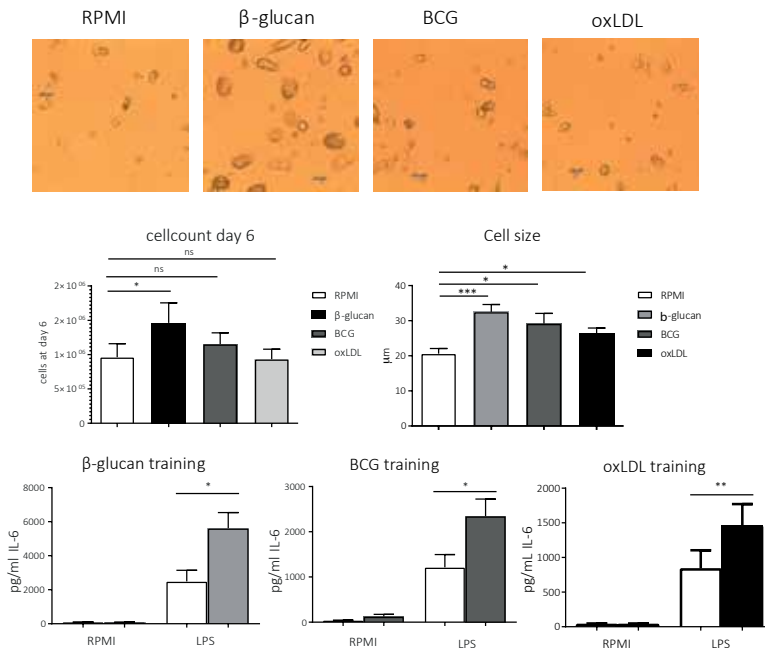 RPMI β-glucan BCG oxLDL
cellcount day 6
ns
ns
*
2×10⁰⁶
2×10⁰⁶
1×10⁰⁶
5×10⁰⁵
0
cells at day 6
RPMI
β-glucan
BCG
oxLDL
Cell size
*
*
***
40
30
20
10
0
µm
RPMI
b-glucan
BCG
oxLDL
β-glucan training
*
8000
6000
4000
2000
0
pg/ml IL-6
RPMI LPS
BCG training
*
3000
2000
1000
0
pg/ml IL-6
RPMI LPS
oxLDL training
**
2000
1500
1000
500
0
pg/mL IL-6
RPMI LPS